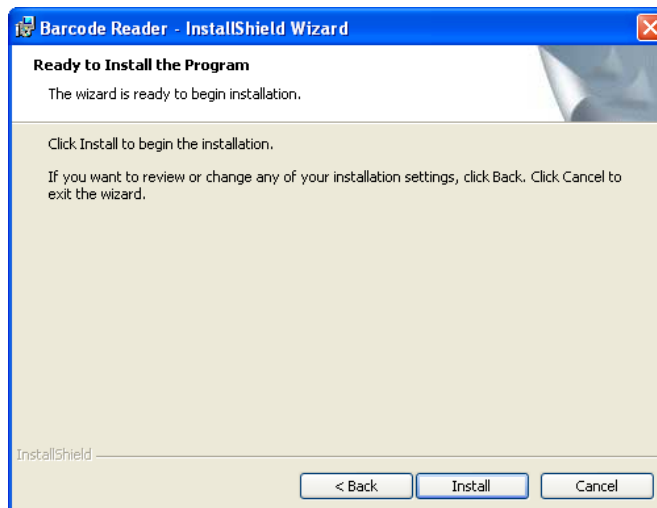 Barcode Reader - InstallShield Wizard
Ready to Install the Program
The wizard is ready to begin installation.
Click Install to begin the installation.
If you want to review or change any of your installation settings, click Back. Click Cancel to
exit the wizard.
InstallShield
< Back
Install
Cancel